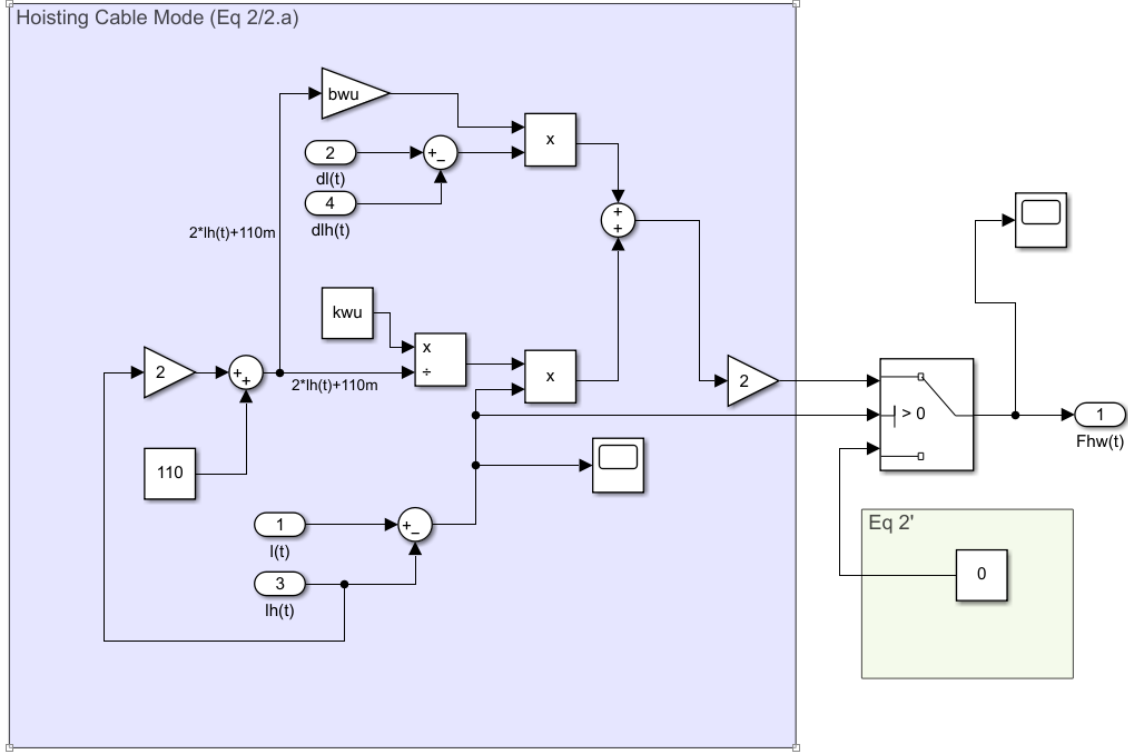 Hoisting Cable Mode (Eq 2/2.a)
bwu
2
dl(t)
+
−
x
4
dlh(t)
+
+
2*lh(t)+110m
kwu
x
÷
x
2
+
+
2*lh(t)+110m
2
> 0
1
Fhw(t)
110
1
l(t)
+
−
3
lh(t)
Eq 2'
0